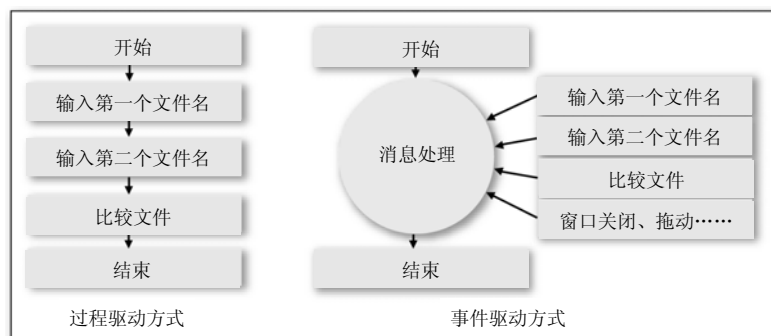 开始
输入第一个文件名
输入第二个文件名
比较文件
结束
过程驱动方式
开始
消息处理
输入第一个文件名
输入第二个文件名
比较文件
窗口关闭、拖动……
结束
事件驱动方式